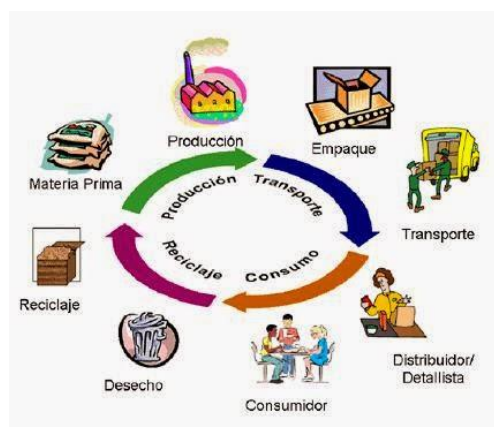 Producción
Empaque
Materia Prima
Transporte
Producción
Transporte
Reciclaje
Consumo
Reciclaje
Distribuidor/
Detallista
Desecho
Consumidor